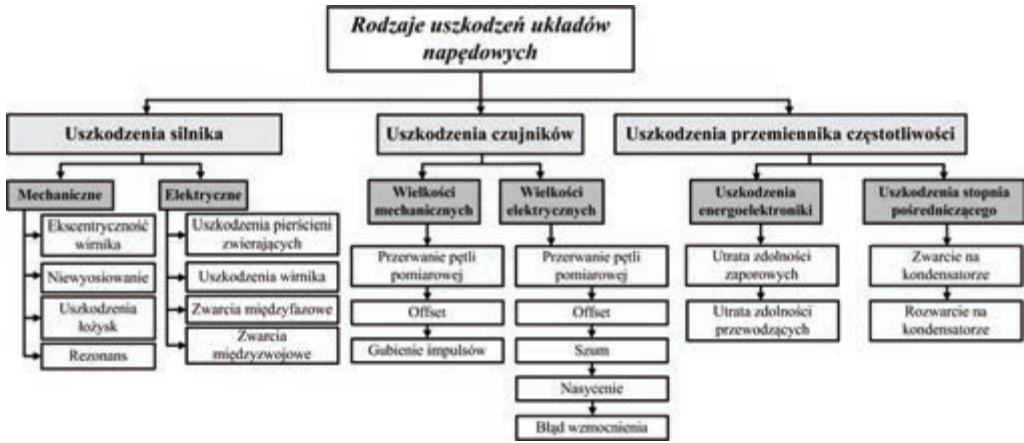 Rodzaje uszkodzeń układów
napędowych
Uszkodzenia silnika
Uszkodzenia czujników
Uszkodzenia przemiennika częstotliwości
Mechaniczne
Elektryczne
Wielkości
mechanicznych
Wielkości
elektrycznych
Uszkodzenia
energoelektroniki
Uszkodzenia stopnia
pośredniczącego
Ekscentryczność
wirnika
Niewyosiowanie
Uszkodzenia
łożysk
Rezonans
Uszkodzenia pierścieni
zwierających
Uszkodzenia wirnika
Zwarcia międzyfazowe
Zwarcia
międzyzwojowe
Przerwanie pętli
pomiarowej
Offset
Gubienie impulsów
Przerwanie pętli
pomiarowej
Offset
Szum
Nasycenie
Błąd wzmocnienia
Utrata zdolności
zaporowych
Utrata zdolności
przewodzących
Zwarcie na
kondensatorze
Rozwarcie na
kondensatorze